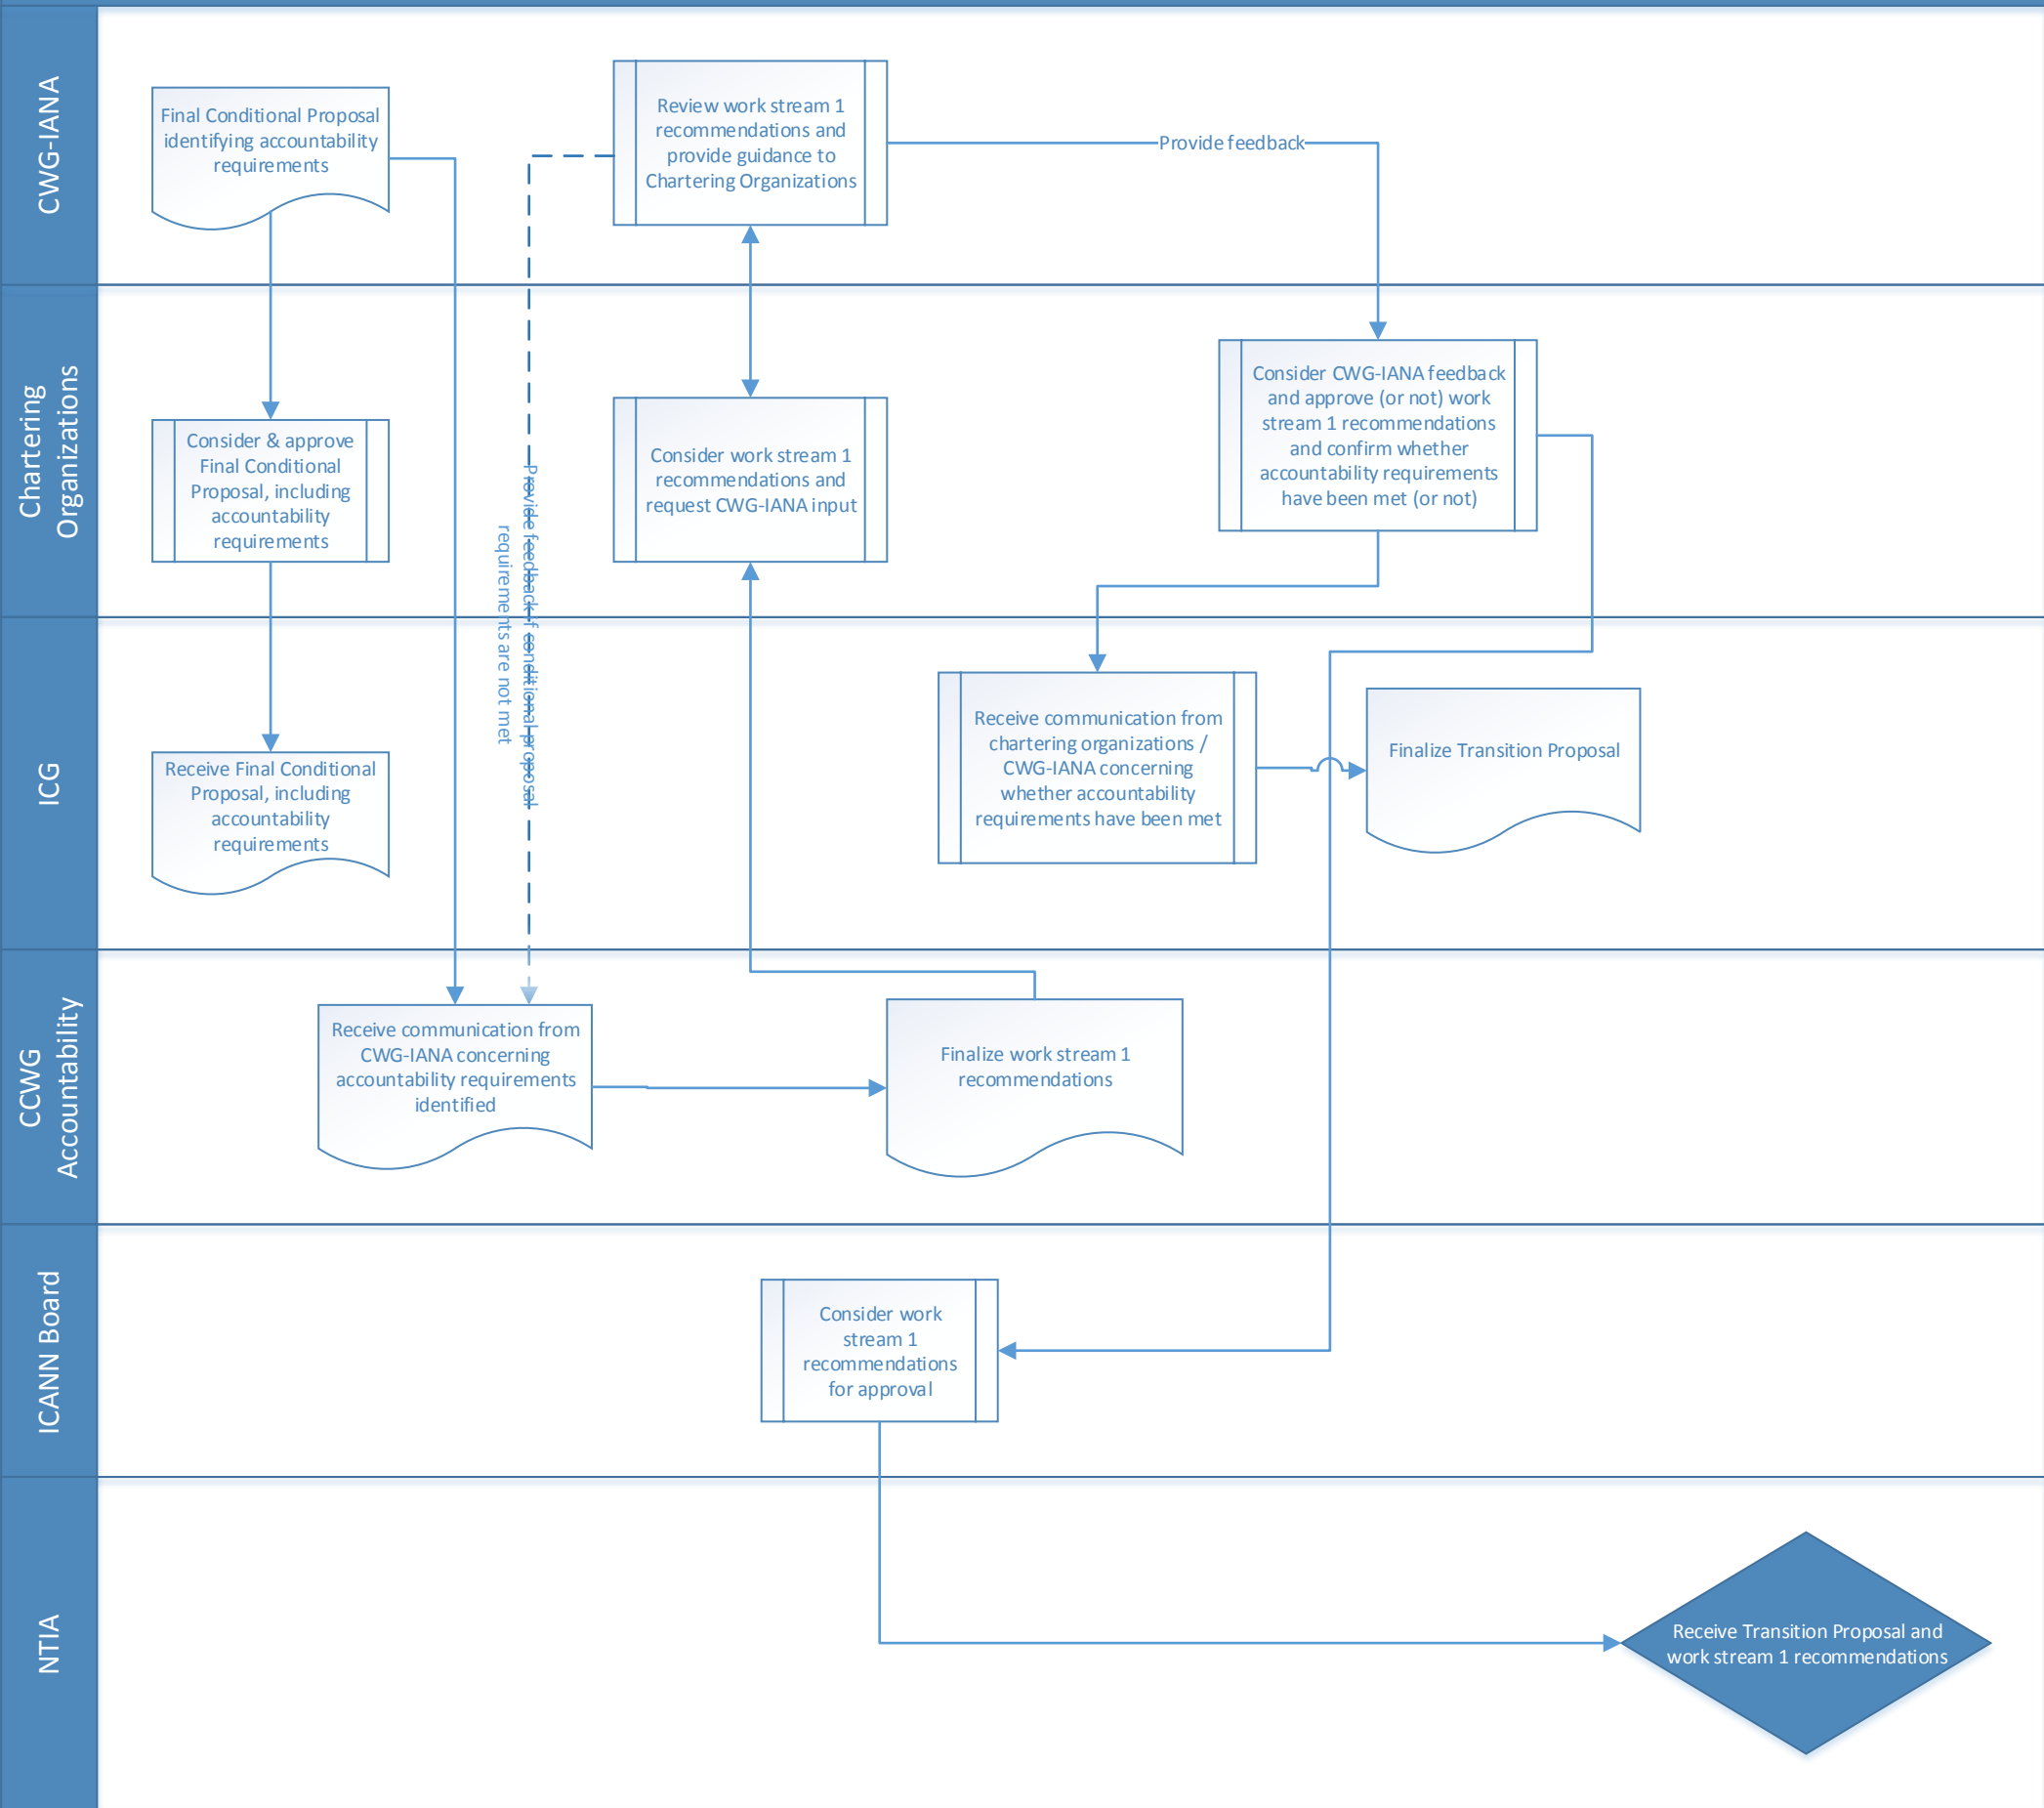 CWG-IANA
Final Conditional Proposal
identifying accountability
requirements
Review work stream 1
recommendations and
provide guidance to
Chartering Organizations
Provide feedback
Chartering
Organizations
Consider & approve
Final Conditional
Proposal, including
accountability
requirements
Provide feedback if conditional proposal
requirements are not met
Consider work stream 1
recommendations and
request CWG-IANA input
Consider CWG-IANA feedback
and approve (or not) work
stream 1 recommendations
and confirm whether
accountability requirements
have been met (or not)
ICG
Receive Final Conditional
Proposal, including
accountability
requirements
Receive communication from
chartering organizations /
CWG-IANA concerning
whether accountability
requirements have been met
Finalize Transition Proposal
CCWG
Accountability
Receive communication from
CWG-IANA concerning
accountability requirements
identified
Finalize work stream 1
recommendations
ICANN Board
Consider work
stream 1
recommendations
for approval
NTIA
Receive Transition Proposal and
work stream 1 recommendations